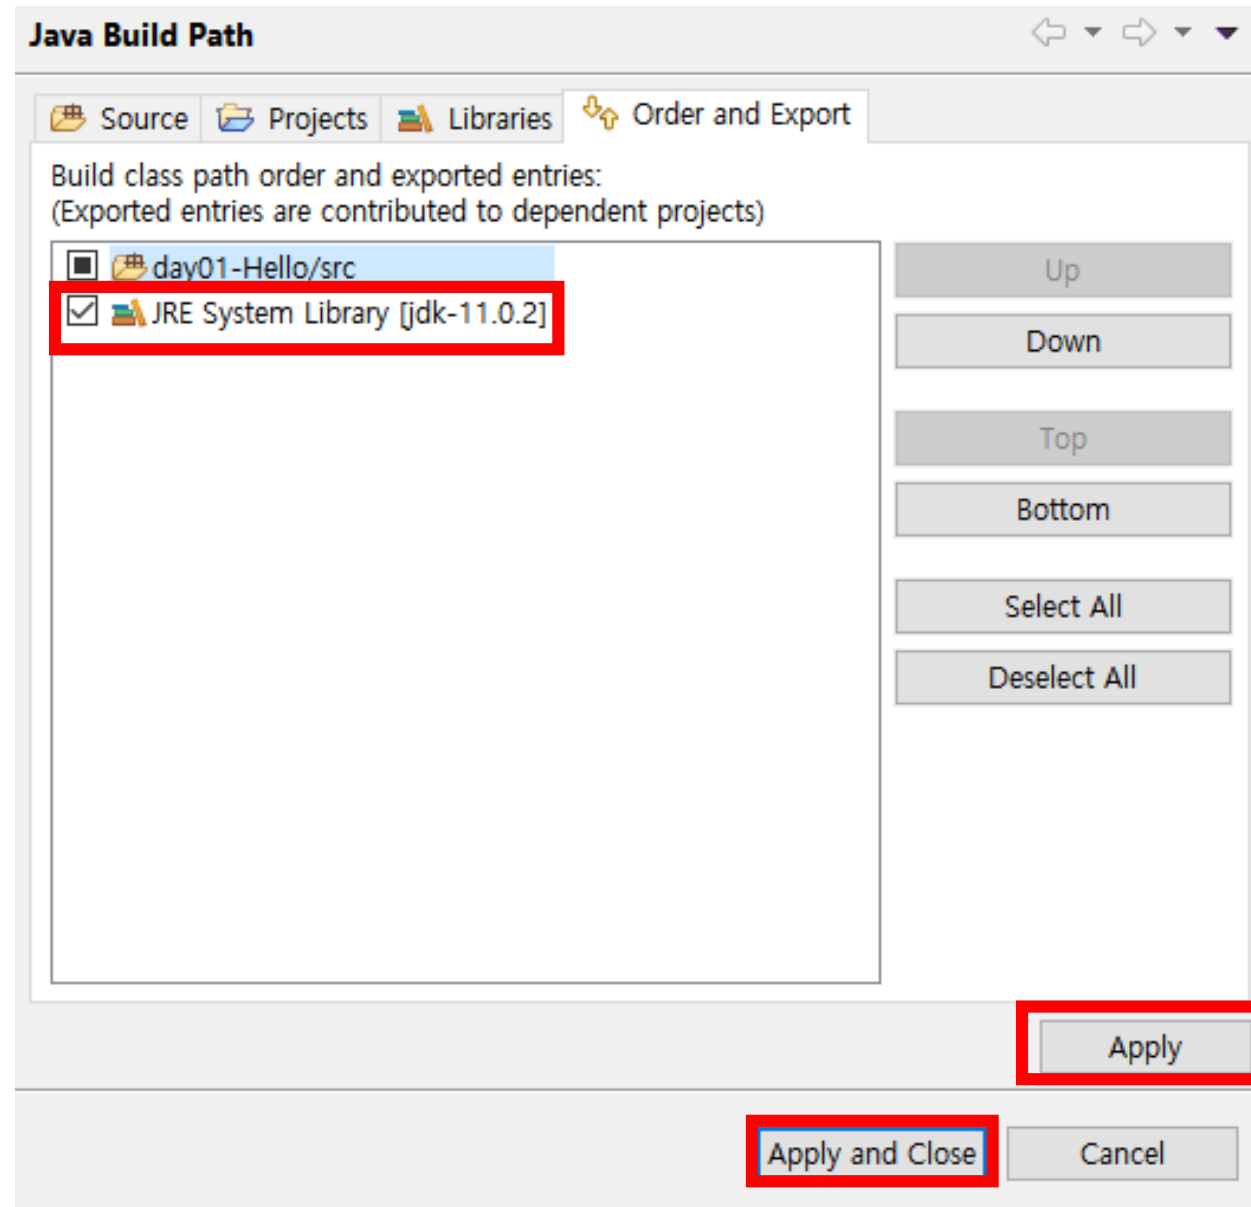 Java Build Path
Source Projects Libraries Order and Export
Build class path order and exported entries:
(Exported entries are contributed to dependent projects)
day01-Hello/src
JRE System Library [jdk-11.0.2]
Up
Down
Top
Bottom
Select All
Deselect All
Apply
Apply and Close Cancel